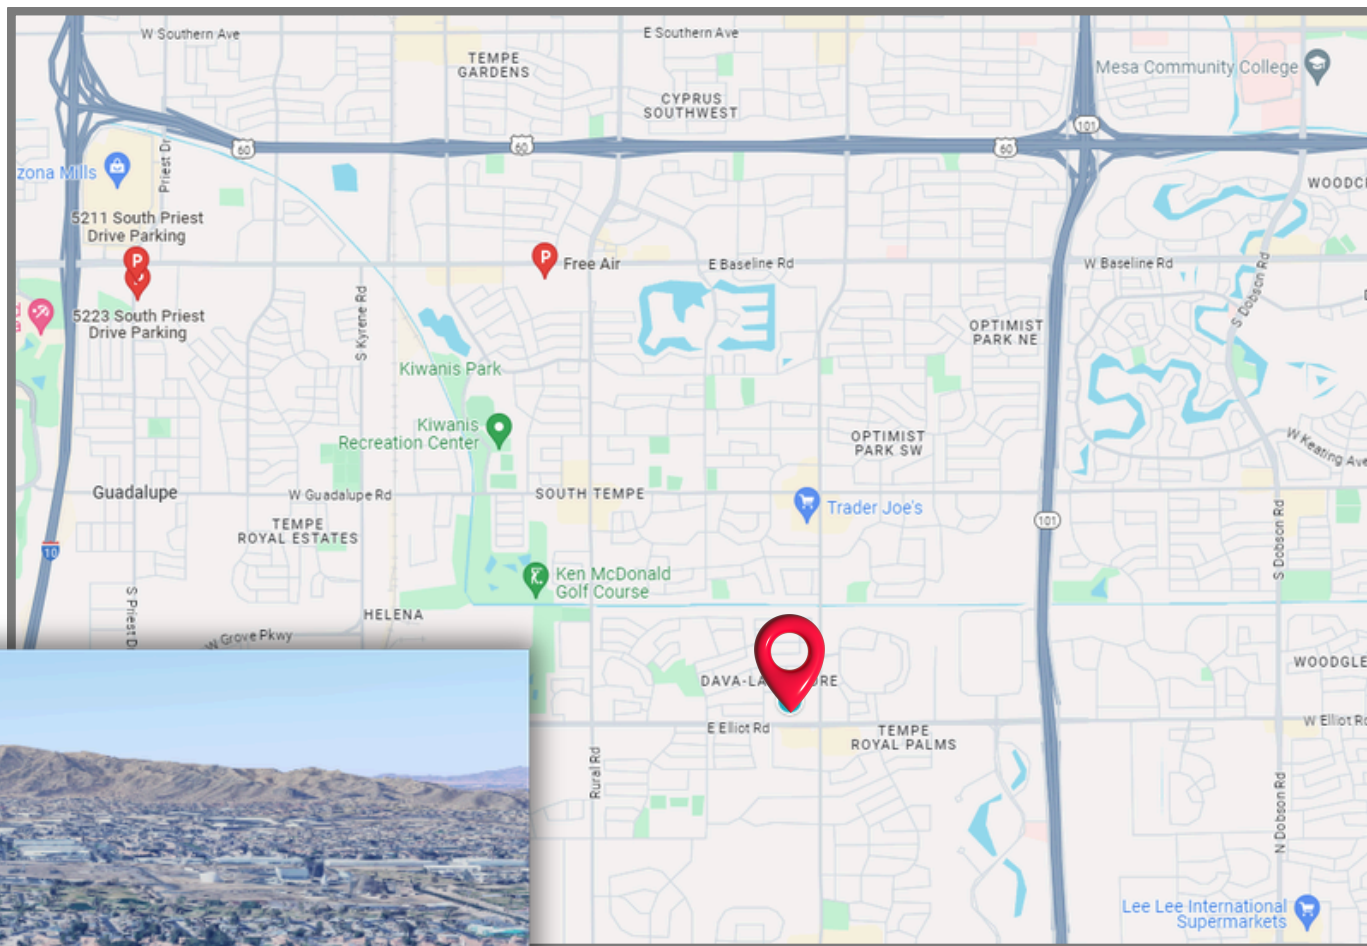 W Southern Ave
E Southern Ave
TEMPE
GARDENS
Mesa Community College
CYPRUS
SOUTHWEST
101
60
60
60
Priest Dr
zona Mills
5211 South Priest
Drive Parking
P
P
Free Air
E Baseline Rd
W Baseline Rd
S Dobson Rd
5223 South Priest
Drive Parking
S Kyrene Rd
OPTIMIST
PARK NE
Kiwanis Park
Kiwanis
Recreation Center
OPTIMIST
PARK SW
W Keating Ave
Guadalupe
W Guadalupe Rd
SOUTH TEMPE
Trader Joe's
TEMPE
ROYAL ESTATES
101
S Dobson Rd
10
Ken McDonald
Golf Course
S Priest D
HELENA
W Grove Pkwy
DAVA-LA
ORE
E Elliot Rd
W Elliot Rd
TEMPE
ROYAL PALMS
Rural Rd
N Dobson Rd
Lee Lee International
Supermarkets